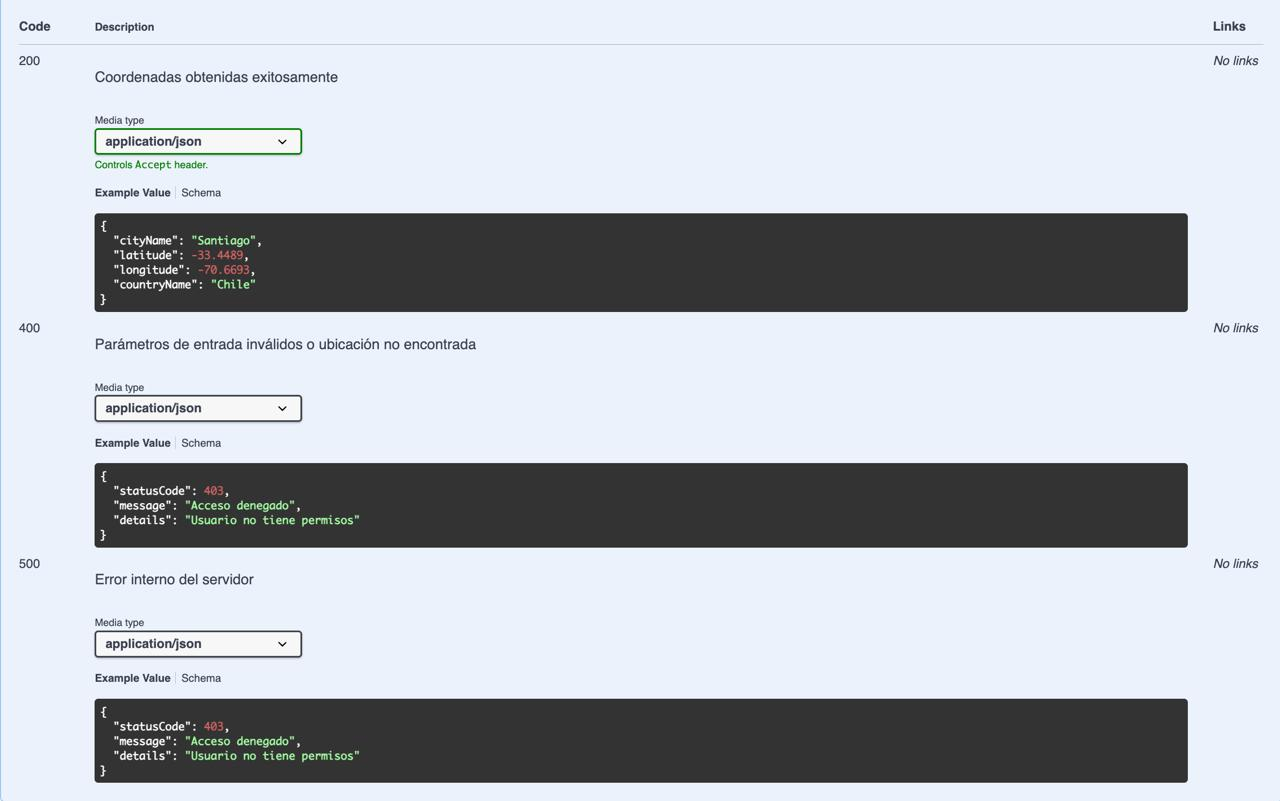 Code Description Links
200 No links
Coordenadas obtenidas exitosamente
Media type
application/json
Controls Accept header.
Example Value Schema
{
"cityName": "Santiago",
"latitude": -33.4489,
"longitude": -70.6693,
"countryName": "Chile"
}
400 No links
Parámetros de entrada inválidos o ubicación no encontrada
Media type
application/json
Example Value Schema
{
"statusCode": 403,
"message": "Acceso denegado",
"details": "Usuario no tiene permisos"
}
500 No links
Error interno del servidor
Media type
application/json
Example Value Schema
{
"statusCode": 403,
"message": "Acceso denegado",
"details": "Usuario no tiene permisos"
}